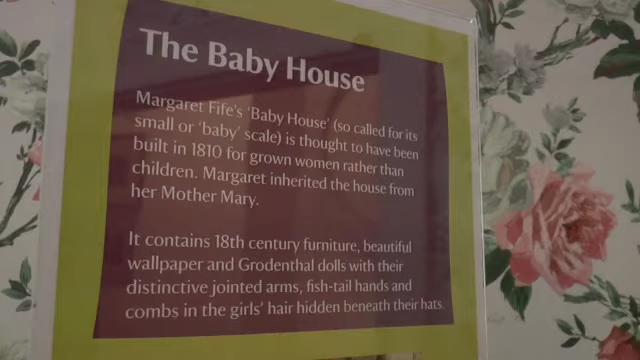 The Baby House
Margaret Fife's 'Baby House' (so called for its
small or 'baby' scale) is thought to have been
built in 1810 for grown women rather than
children. Margaret inherited the house from
her Mother Mary.
It contains 18th century furniture, beautiful
wallpaper and Grodenthal dolls with their
distinctive jointed arms, fish-tail hands and
combs in the girls' hair hidden beneath their hats.